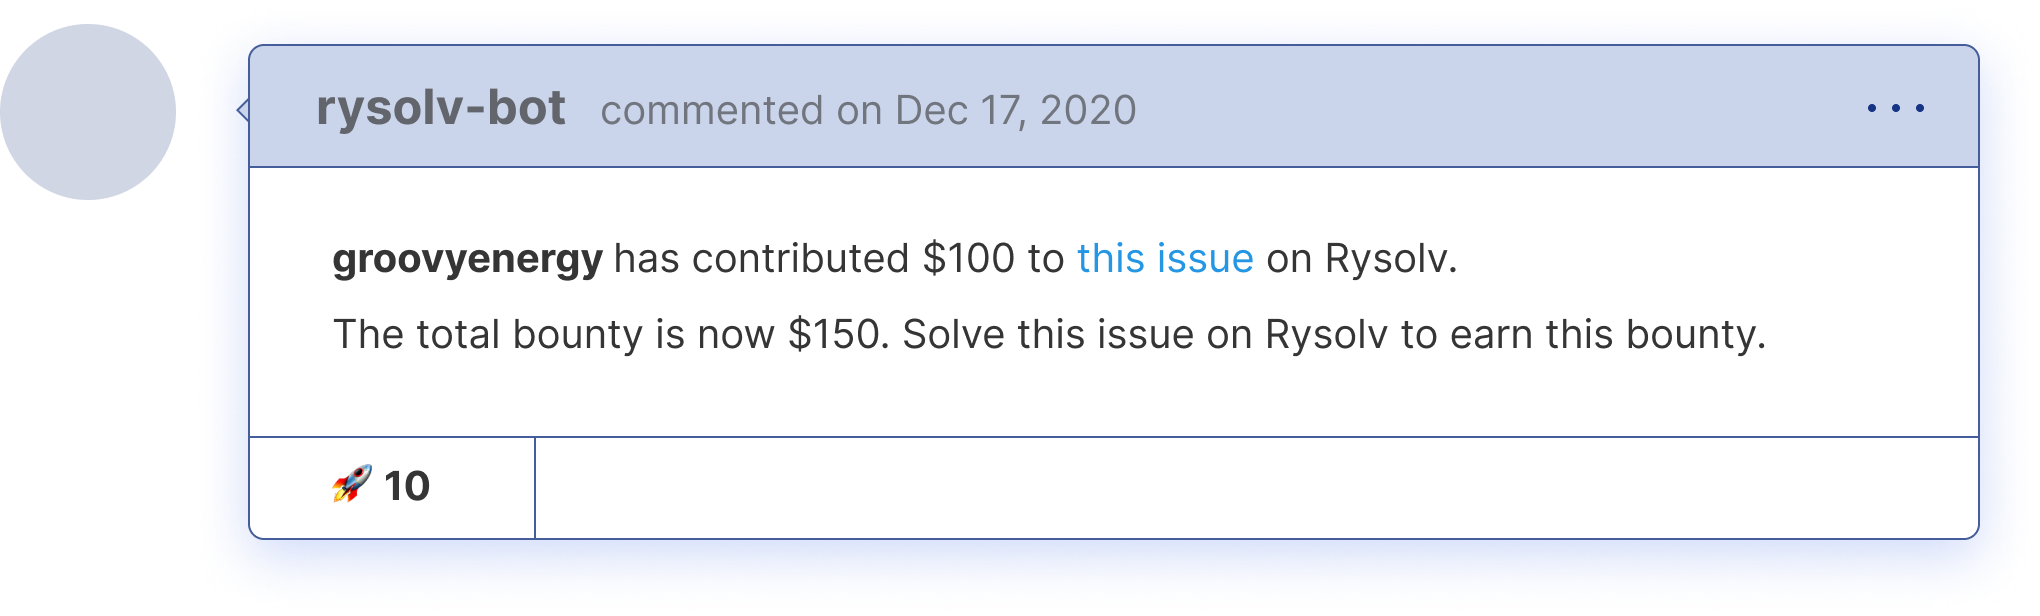 rysolv-bot commented on Dec 17, 2020
groovyenergy has contributed $100 to this issue on Rysolv.
The total bounty is now $150. Solve this issue on Rysolv to earn this bounty.
🚀 10